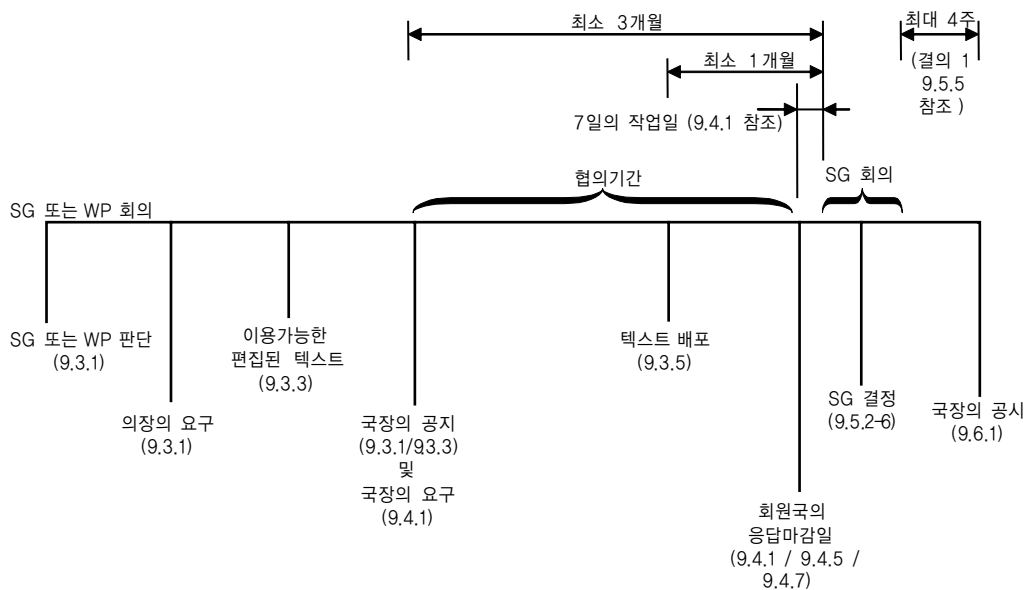 최소 3개월
최대 4주
(결의 1
9.5.5
참조 )
최소 1개월
7일의 작업일 (9.4.1 참조)
협의기간
SG 회의
SG 또는 WP 회의
SG 또는 WP 판단
(9.3.1)
의장의 요구
(9.3.1)
이용가능한
편집된 텍스트
(9.3.3)
국장의 공지
(9.3.1/9.3.3)
및
국장의 요구
(9.4.1)
텍스트 배포
(9.3.5)
회원국의
응답마감일
(9.4.1 / 9.4.5 /
9.4.7)
SG 결정
(9.5.2-6)
국장의 공시
(9.6.1)